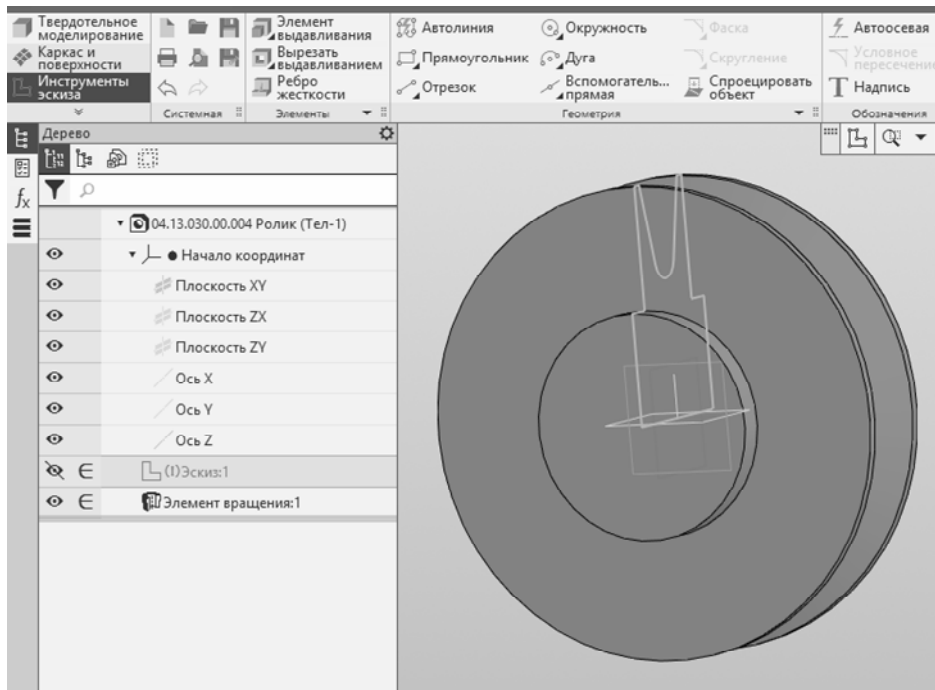 Твердотельное
моделирование
Каркас и
поверхности
Инструменты
эскиза
Системная
Элемент
выдавливания
Вырезать
выдавливанием
Ребро
жесткости
Элементы
Автолиния
Окружность
Фаска
Прямоугольник
Дуга
Скругление
Отрезок
Вспомогатель...
прямая
Спроецировать
объект
Геометрия
Автоосевая
Условное
пересечение
Надпись
Обозначения
Дерево
fx
04.13.030.00.004 Ролик (Тел-1)
Начало координат
Плоскость XY
Плоскость ZX
Плоскость ZY
Ось X
Ось Y
Ось Z
(1)Эскиз:1
Элемент вращения:1